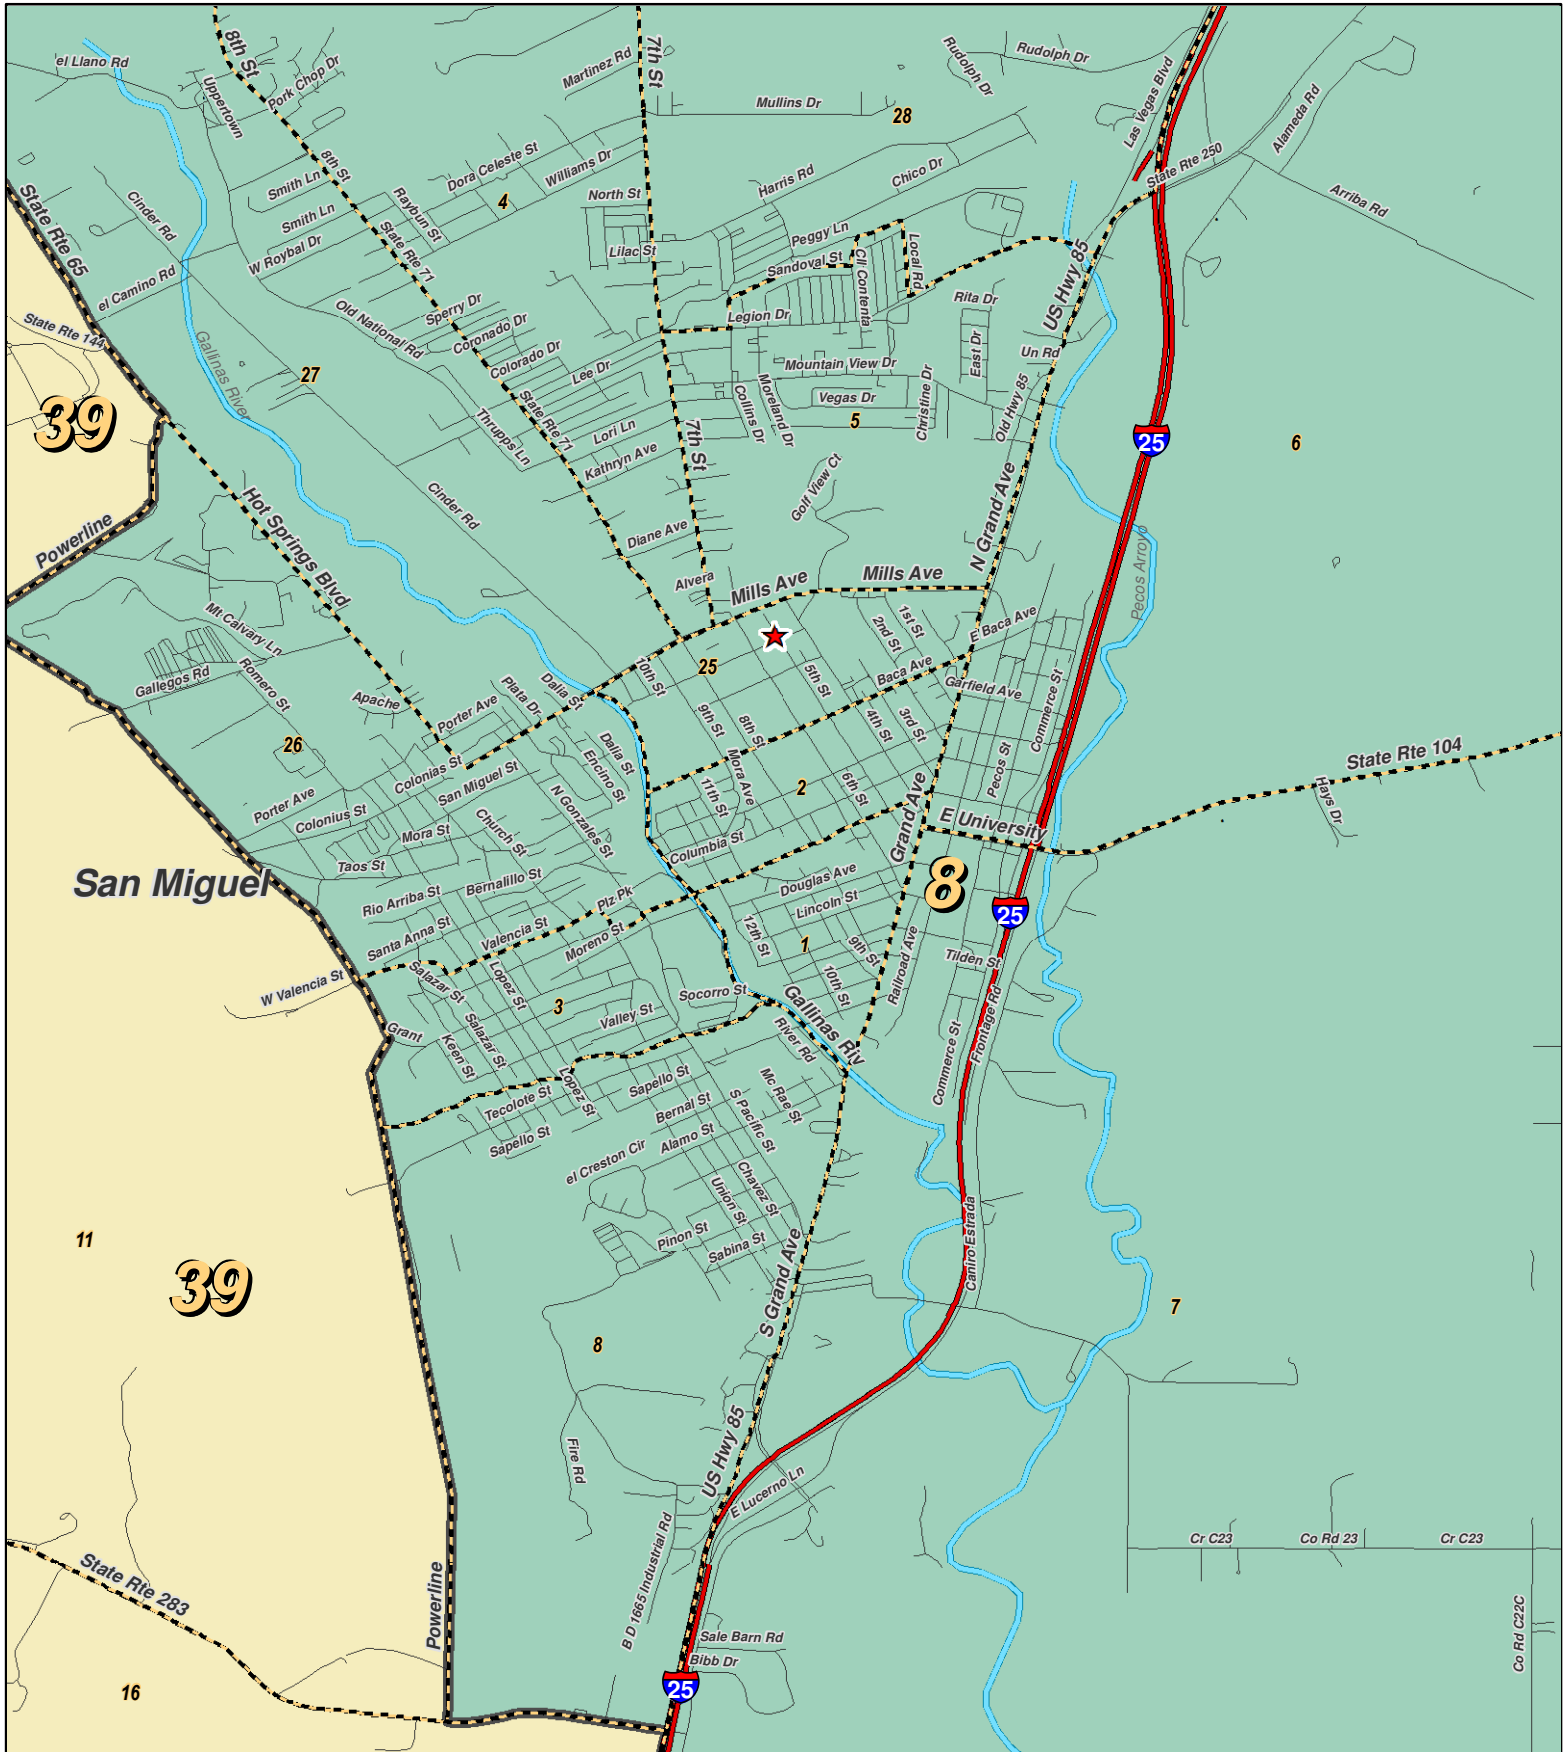 el Llano Rd
8th St
Uppertown
Pork Chop Dr
Martinez Rd
7th St
Mullins Dr
28
Rudolph Dr
Rudolph Dr
Las Vegas Blvd
Alameda Rd
State Rte 250
Arriba Rd
State Rte 65
Cinder Rd
Smith Ln
8th St
Smith Ln
W Roybal Dr
Raybun St
State Rte 71
Dora Celeste St
Williams Dr
4
North St
Lilac St
Harris Rd
Chico Dr
Peggy Ln
Sandoval St
Cll Contenta
Local Rd
US Hwy 85
el Camino Rd
State Rte 144
Gallinas River
Old National Rd
Sperry Dr
Coronado Dr
Colorado Dr
Lee Dr
Legion Dr
Rita Dr
East Dr
Un Rd
Mountain View Dr
Vegas Dr
Christine Dr
Old Hwy 85
27
39
Thrupps Ln
State Rte 71
Lori Ln
Kathryn Ave
7th St
Collins Dr
Moreland Dr
5
25
6
Powerline
Hot Springs Blvd
Cinder Rd
Diane Ave
Golf View Ct
N Grand Ave
Pecos Arroyo
Alvera
Mills Ave
Mills Ave
Mt Calvary Ln
Gallegos Rd
Romero St
Apache
Porter Ave
Plata Dr
Dalia St
10th St
25
5th St
2nd St
1st St
E Baca Ave
Baca Ave
Garfield Ave
Commerce St
26
Colonias St
San Miguel St
Dalia St
Encino St
9th St
8th St
Mora Ave
4th St
3rd St
Pecos St
State Rte 104
Hays Dr
Porter Ave
Colonius St
Mora St
Church St
N Gonzales St
11th St
2
6th St
Grand Ave
E University
San Miguel
Taos St
Columbia St
8
Rio Arriba St
Bernalillo St
Plz Pk
Douglas Ave
Lincoln St
25
Santa Anna St
Valencia St
Moreno St
12th St
1
9th St
Railroad Ave
Tilden St
W Valencia St
Salazar St
Lopez St
Socorro St
Gallinas Riv
10th St
Frontage Rd
Grant
Keen St
Salazar St
3
Valley St
River Rd
Commerce St
Tecolote St
Lopez St
Sapello St
Bernal St
S Pacific St
Mc Rae St
Sapello St
el Creston Cir
Alamo St
Union St
Chavez St
Pinon St
Sabina St
S Grand Ave
Caniro Estrada
11
39
8
7
US Hwy 85
Fire Rd
E Lucerno Ln
B D 1665 Industrial Rd
Cr C23
Co Rd 23
Cr C23
State Rte 283
Powerline
Sale Barn Rd
Bibb Dr
Co Rd C22C
16
25